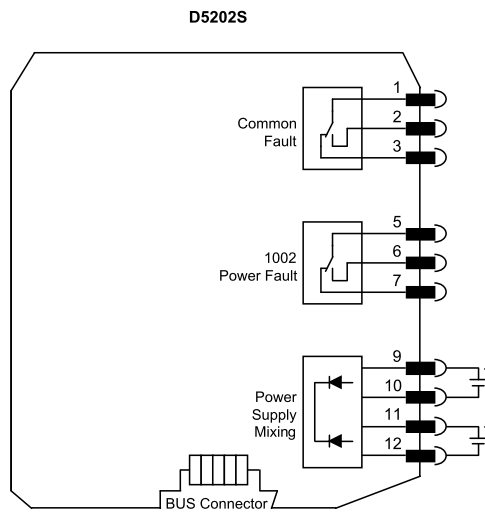 D5202S
Common
Fault
1
2
3
1002
Power Fault
5
6
7
Power
Supply
Mixing
9
10
11
12
BUS Connector